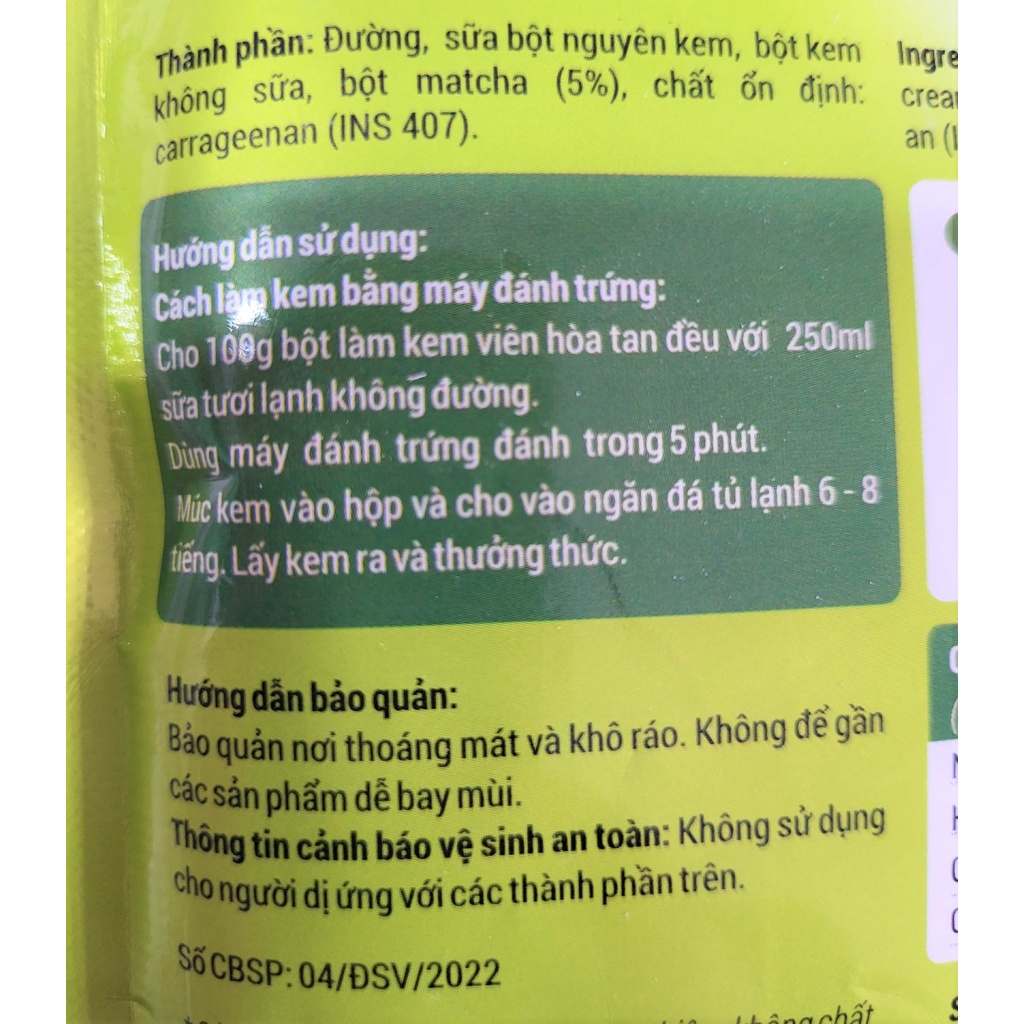 Thành phần: Đường, sữa bột nguyên kem, bột kem
không sữa, bột matcha (5%), chất ổn định:
carrageenan (INS 407).
Hướng dẫn sử dụng:
Cách làm kem bằng máy đánh trứng:
Cho 100g bột làm kem viên hòa tan đều với 250ml
sữa tươi lạnh không đường.
Dùng máy đánh trứng đánh trong 5 phút.
Múc kem vào hộp và cho vào ngăn đá tủ lạnh 6 - 8
tiếng. Lấy kem ra và thưởng thức.
Hướng dẫn bảo quản:
Bảo quản nơi thoáng mát và khô ráo. Không để gần
các sản phẩm dễ bay mùi.
Thông tin cảnh báo vệ sinh an toàn: Không sử dụng
cho người dị ứng với các thành phần trên.
Số CBSP: 04/ĐSV/2022
không chất
Ingre
crea
an (I